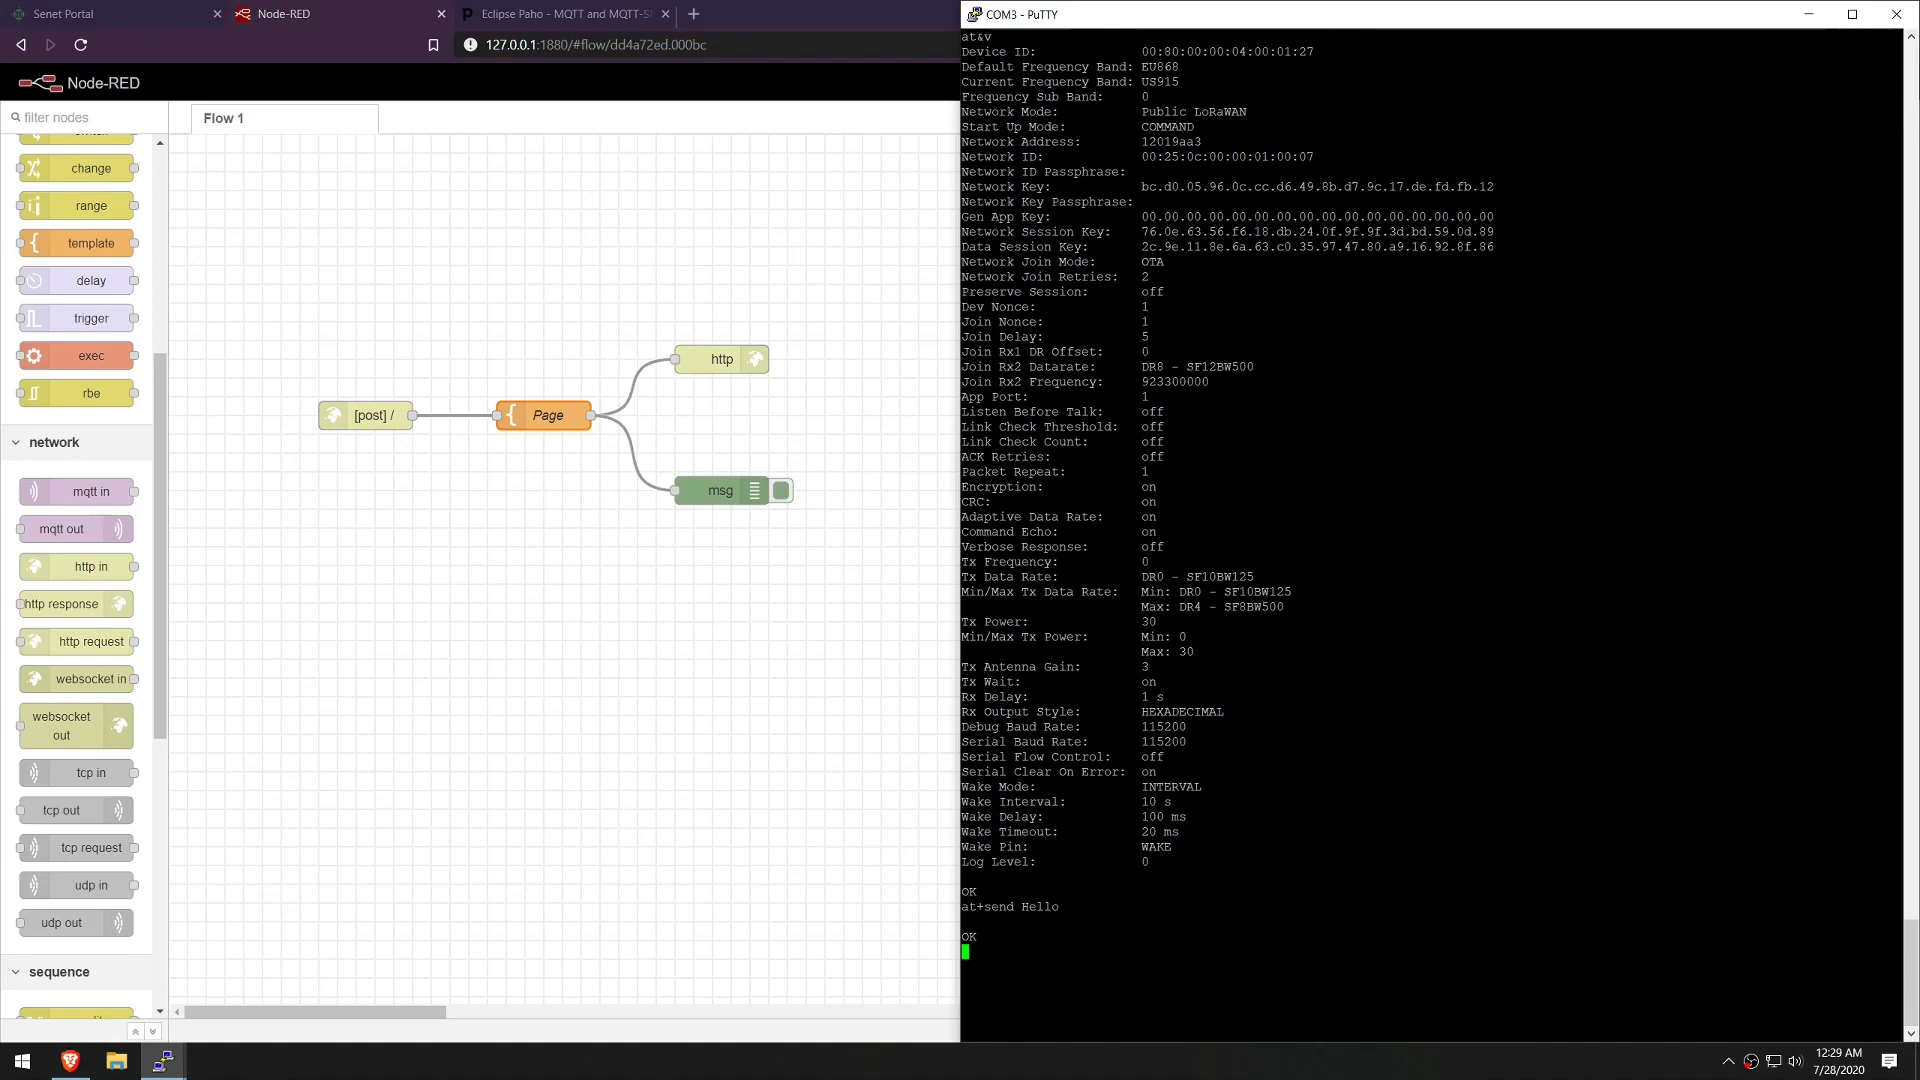 Senet Portal
Node-RED
Eclipse Paho - MQTT and MQTT-S
127.0.0.1:1880/#flow/dd4a72ed.000bc
Node-RED
filter nodes
Flow 1
change
range
template
delay
trigger
exec
rbe
network
mqtt in
mqtt out
http in
http response
http request
websocket in
websocket
out
tcp in
tcp out
tcp request
udp in
udp out
sequence
[post] /
Page
http
msg
COM3 - PuTTY
at&v
Device ID: 00:80:00:00:04:00:01:27
Default Frequency Band: EU868
Current Frequency Band: US915
Frequency Sub Band: 0
Network Mode: Public LoRaWAN
Start Up Mode: COMMAND
Network Address: 12019aa3
Network ID: 00:25:0c:00:00:01:00:07
Network ID Passphrase:
Network Key: bc.d0.05.96.0c.cc.d6.49.8b.d7.9c.17.de.fd.fb.12
Network Key Passphrase:
Gen App Key: 00.00.00.00.00.00.00.00.00.00.00.00.00.00.00.00
Network Session Key: 76.0e.63.56.f6.18.db.24.0f.9f.9f.3d.bd.59.0d.89
Data Session Key: 2c.9e.11.8e.6a.63.c0.35.97.47.80.a9.16.92.8f.86
Network Join Mode: OTA
Network Join Retries: 2
Preserve Session: off
Dev Nonce: 1
Join Nonce: 1
Join Delay: 5
Join Rx1 DR Offset: 0
Join Rx2 Datarate: DR8 - SF12BW500
Join Rx2 Frequency: 923300000
App Port: 1
Listen Before Talk: off
Link Check Threshold: off
Link Check Count: off
ACK Retries: off
Packet Repeat: 1
Encryption: on
CRC: on
Adaptive Data Rate: on
Command Echo: on
Verbose Response: off
Tx Frequency: 0
Tx Data Rate: DR0 - SF10BW125
Min/Max Tx Data Rate: Min: DR0 - SF10BW125
Max: DR4 - SF8BW500
Tx Power: 30
Min/Max Tx Power: Min: 0
Max: 30
Tx Antenna Gain: 3
Tx Wait: on
Rx Delay: 1 s
Rx Output Style: HEXADECIMAL
Debug Baud Rate: 115200
Serial Baud Rate: 115200
Serial Flow Control: off
Serial Clear On Error: on
Wake Mode: INTERVAL
Wake Interval: 10 s
Wake Delay: 100 ms
Wake Timeout: 20 ms
Wake Pin: WAKE
Log Level: 0
OK
at+send Hello
OK
12:29 AM
7/28/2020